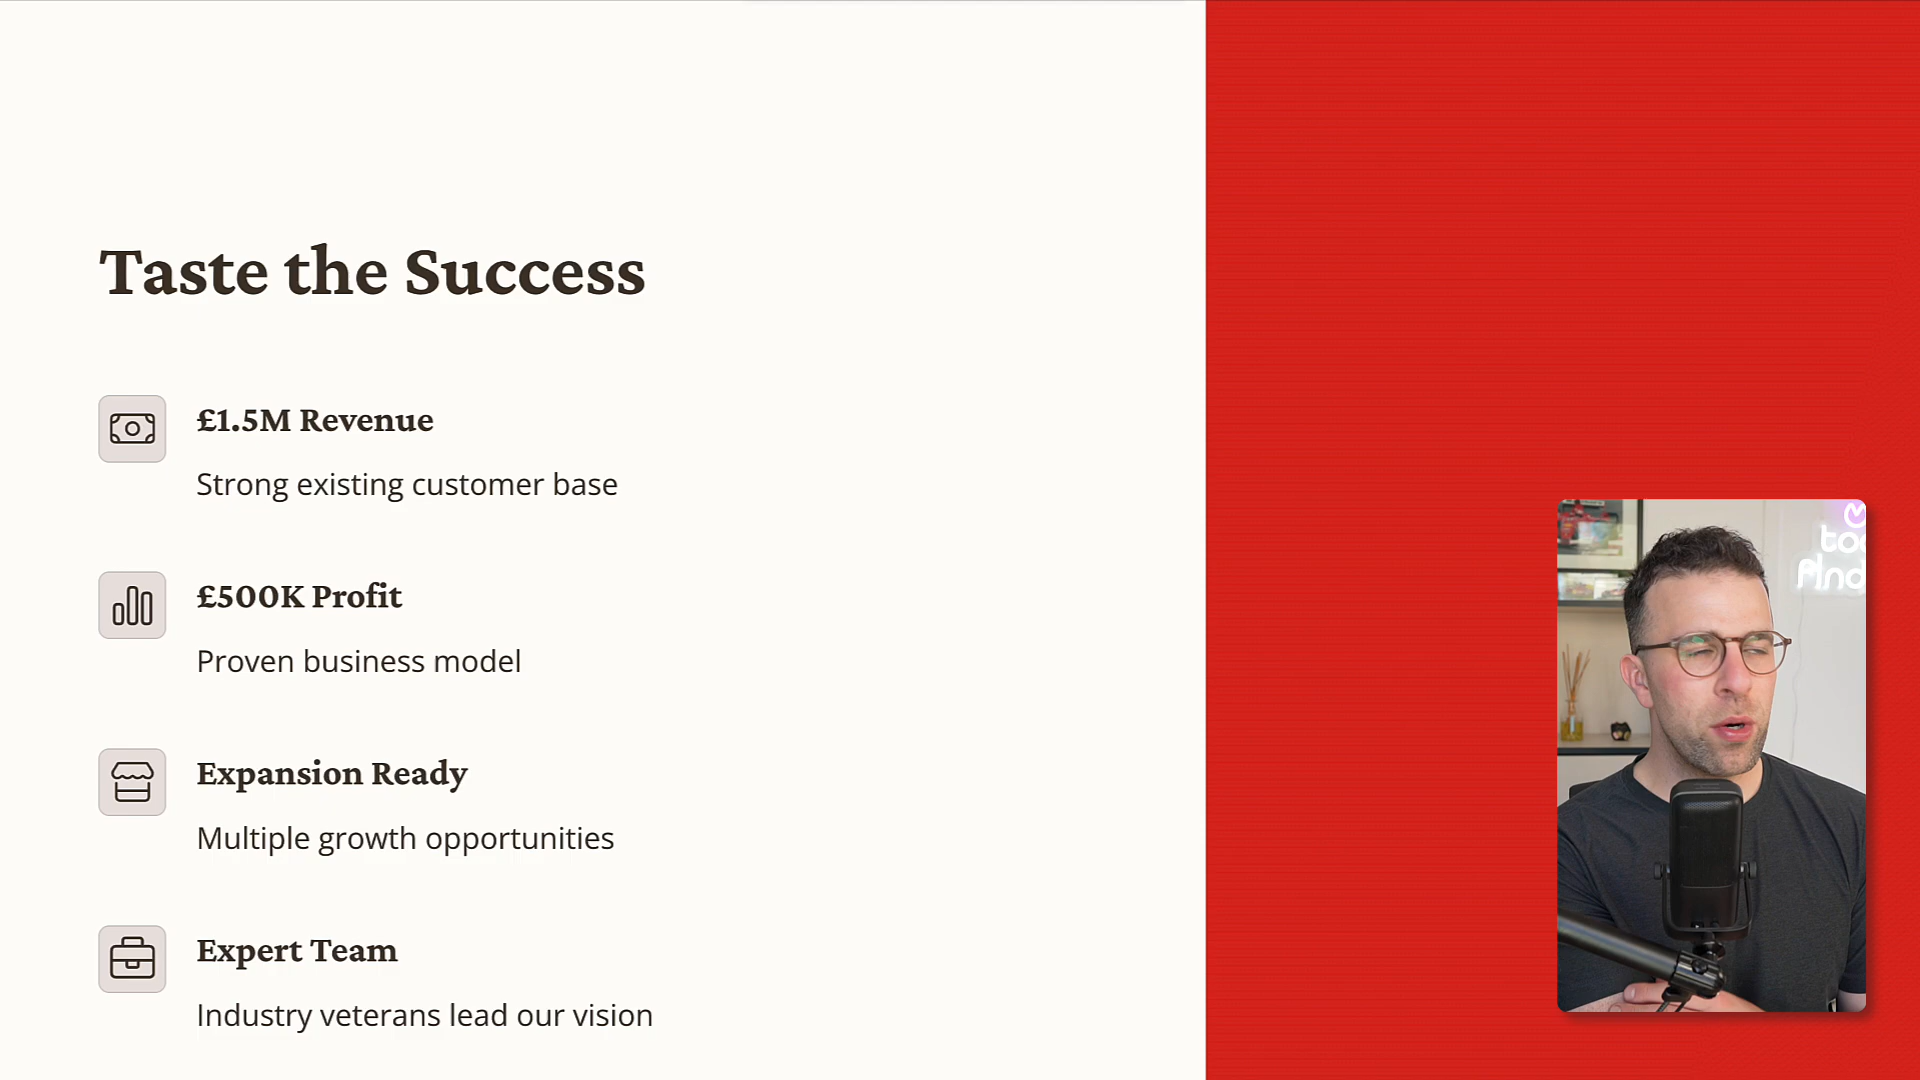 Taste the Success
£1.5M Revenue
Strong existing customer base
£500K Profit
Proven business model
Expansion Ready
Multiple growth opportunities
Expert Team
Industry veterans lead our vision